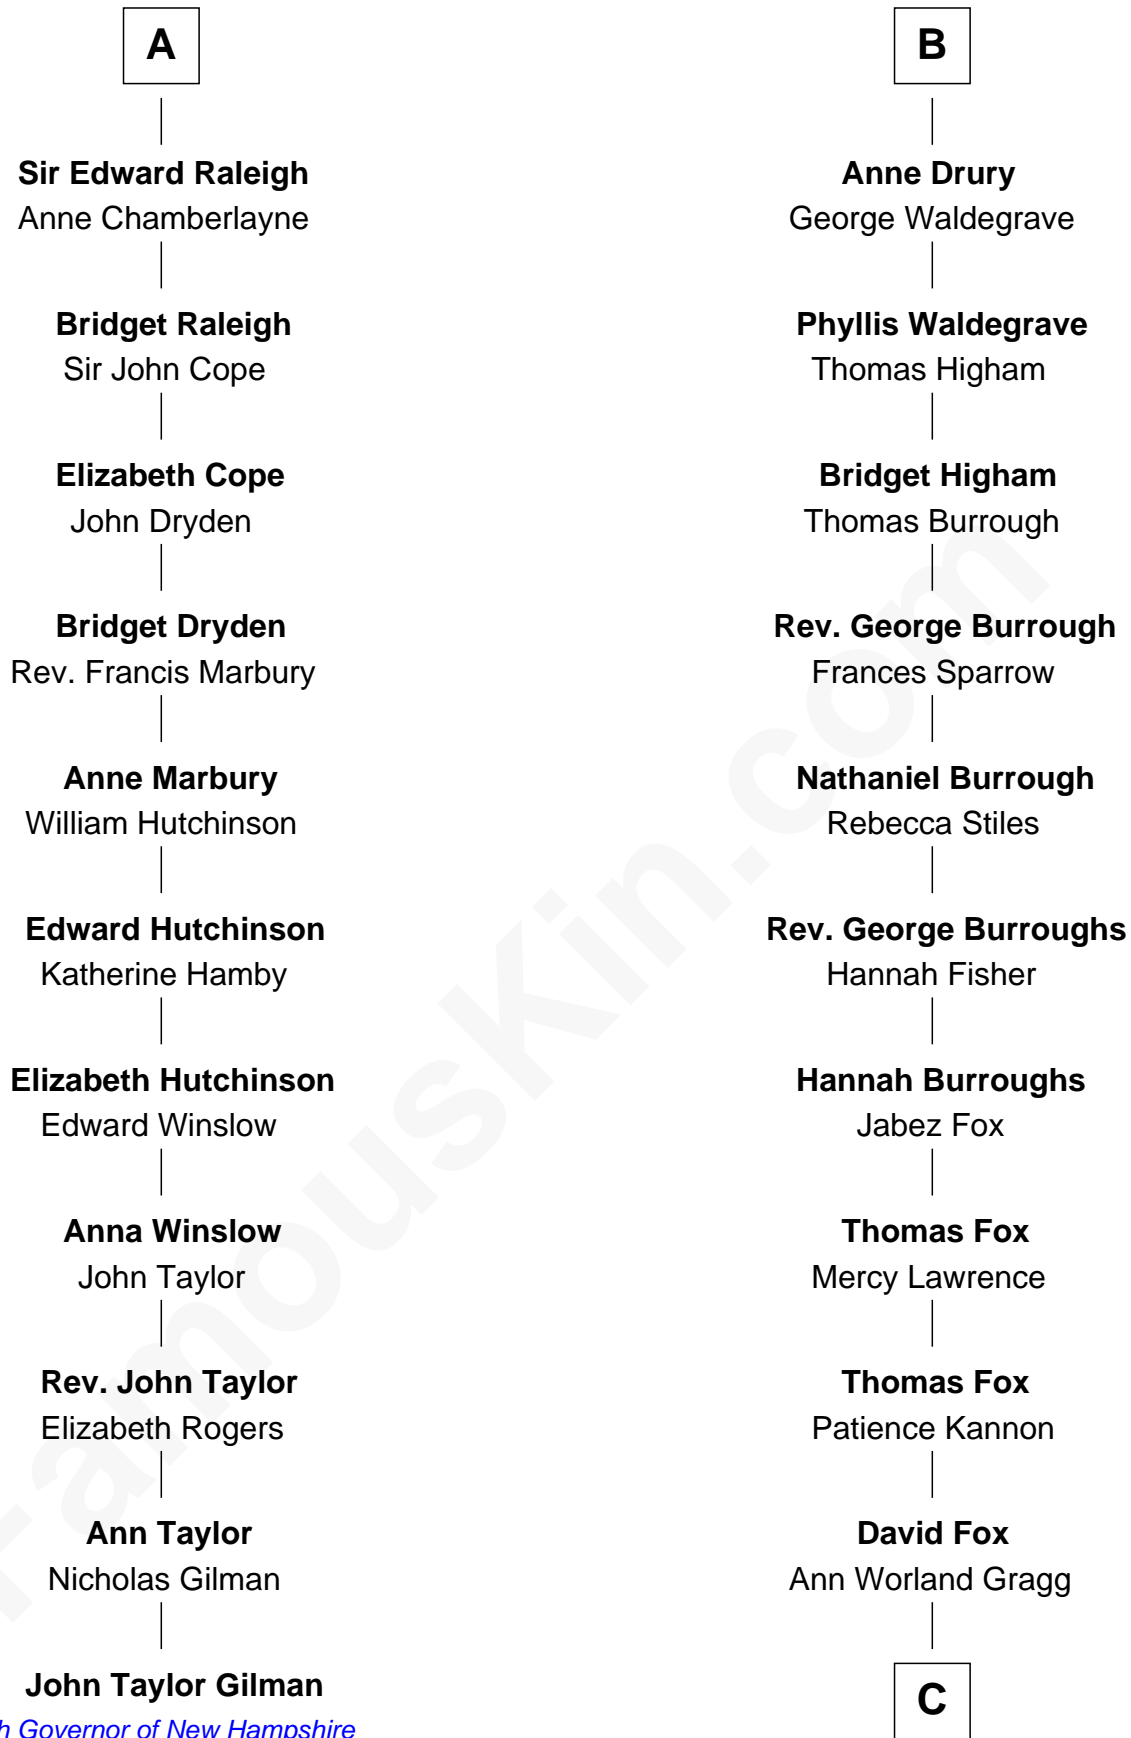 A
Sir Edward Raleigh
Anne Chamberlayne
Bridget Raleigh
Sir John Cope
Elizabeth Cope
John Dryden
Bridget Dryden
Rev. Francis Marbury
Anne Marbury
William Hutchinson
Edward Hutchinson
Katherine Hamby
Elizabeth Hutchinson
Edward Winslow
Anna Winslow
John Taylor
Rev. John Taylor
Elizabeth Rogers
Ann Taylor
Nicholas Gilman
John Taylor Gilman
h Governor of New Hampshire
B
Anne Drury
George Waldegrave
Phyllis Waldegrave
Thomas Higham
Bridget Higham
Thomas Burrough
Rev. George Burrough
Frances Sparrow
Nathaniel Burrough
Rebecca Stiles
Rev. George Burroughs
Hannah Fisher
Hannah Burroughs
Jabez Fox
Thomas Fox
Mercy Lawrence
Thomas Fox
Patience Kannon
David Fox
Ann Worland Gragg
C
FamousKin.com